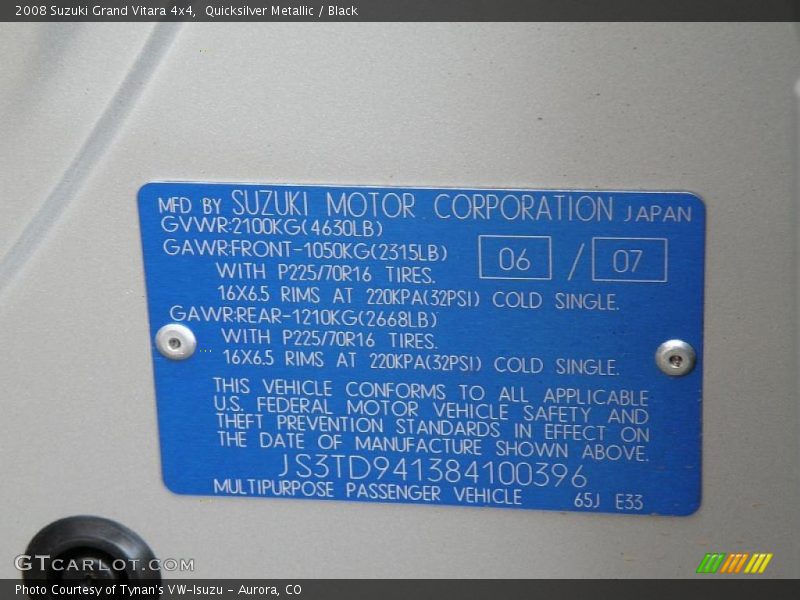 2008 Suzuki Grand Vitara 4x4,  Quicksilver Metallic / Black
MFD BY SUZUKI MOTOR CORPORATION JAPAN
GVWR:2100KG(4630LB)
GAWR:FRONT-1050KG(2315LB)
06 / 07
WITH P225/70R16 TIRES.
16X6.5 RIMS AT 220KPA(32PSI) COLD SINGLE.
GAWR:REAR-1210KG(2668LB)
WITH P225/70R16 TIRES.
16X6.5 RIMS AT 220KPA(32PSI) COLD SINGLE.
THIS VEHICLE CONFORMS TO ALL APPLICABLE
U.S. FEDERAL MOTOR VEHICLE SAFETY AND
THEFT PREVENTION STANDARDS IN EFFECT ON
THE DATE OF MANUFACTURE SHOWN ABOVE.
JS3TD941384100396
MULTIPURPOSE PASSENGER VEHICLE 65J E33
GTCARLOT.COM
Photo Courtesy of Tynan's VW-Isuzu - Aurora, CO